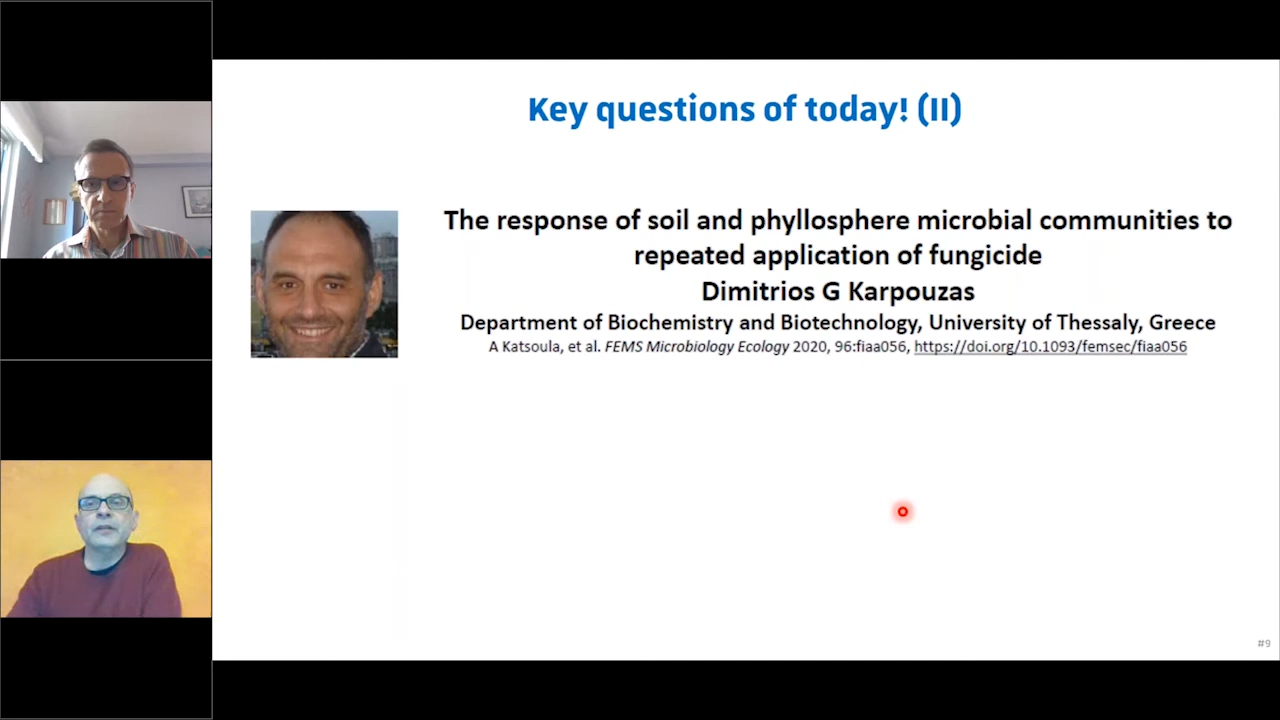 Key questions of today! (II)
The response of soil and phyllosphere microbial communities to
repeated application of fungicide
Dimitrios G Karpouzas
Department of Biochemistry and Biotechnology, University of Thessaly, Greece
A Katsoula, et al. FEMS Microbiology Ecology 2020, 96:fiaa056, https://doi.org/10.1093/femsec/fiaa056
#9